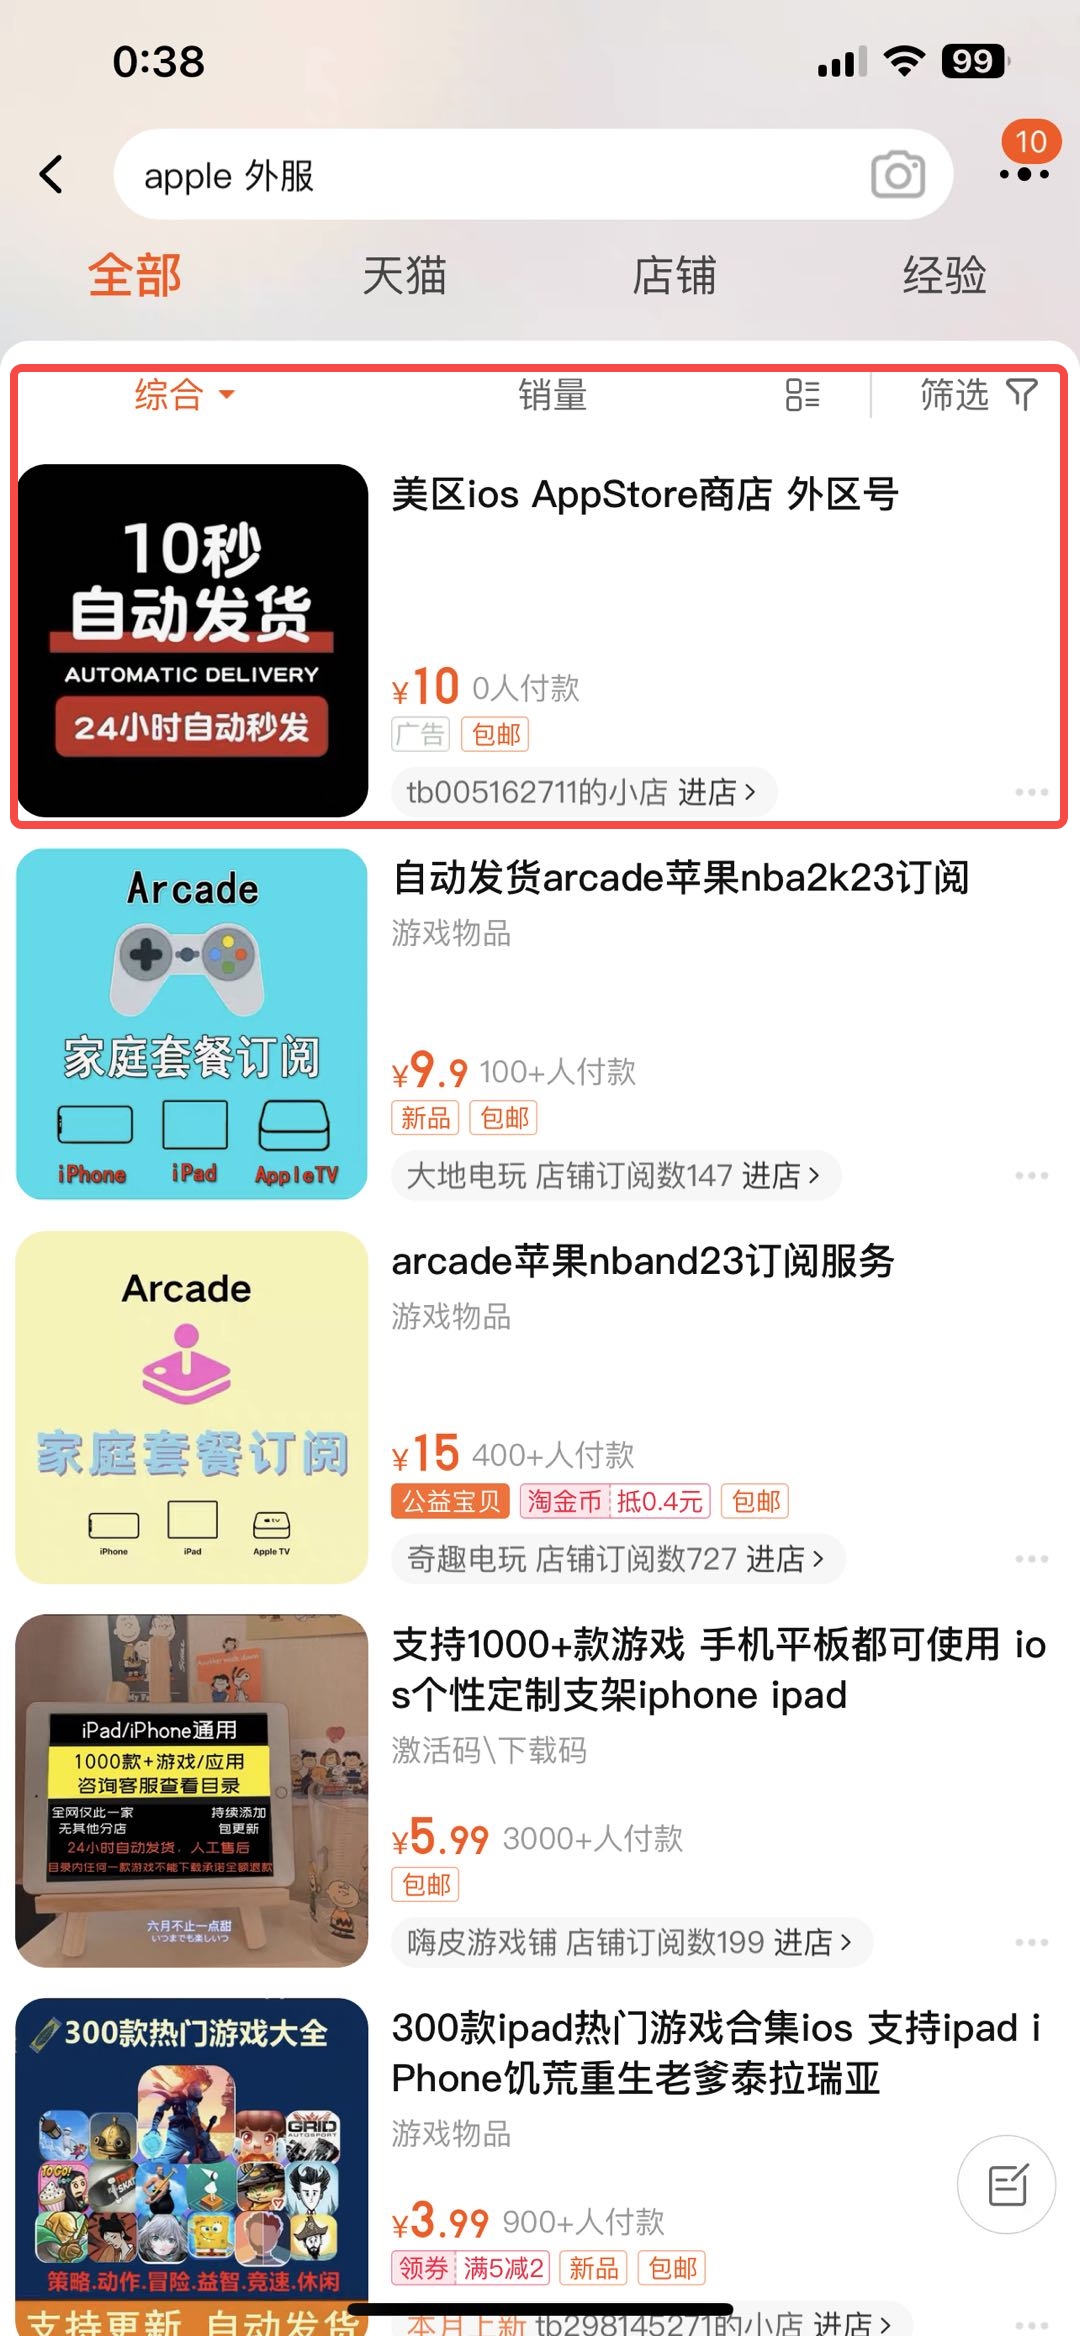 0:38
99
apple 外服
10
全部
天猫
店铺
经验
综合
销量
筛选
10秒
自动发货
AUTOMATIC DELIVERY
24小时自动秒发
美区ios AppStore商店 外区号
¥10 0人付款
广告 包邮
tb005162711的小店 进店
Arcade
家庭套餐订阅
iPhone
iPad
AppleTV
自动发货arcade苹果nba2k23订阅
游戏物品
¥9.9 100+人付款
新品 包邮
大地电玩 店铺订阅数147 进店
Arcade
家庭套餐订阅
iPhone
iPad
Apple TV
arcade苹果nband23订阅服务
游戏物品
¥15 400+人付款
公益宝贝 淘金币 抵0.4元 包邮
奇趣电玩 店铺订阅数727 进店
iPad/iPhone通用
1000款+游戏/应用
咨询客服查看目录
全网仅此一家 持续添加
无其他分店 包更新
24小时自动发货，人工售后
目录内任何一款游戏不能下载承诺全额退款
六月不止一点甜
いつまでも楽しいつ
支持1000+款游戏 手机平板都可使用 io
s个性定制支架iphone ipad
激活码\下载码
¥5.99 3000+人付款
包邮
嗨皮游戏铺 店铺订阅数199 进店
300款热门游戏大全
GRID
AUTOSPORT
TO GO!
策略.动作.冒险.益智.竞速.休闲
支持更新 自动发货
300款ipad热门游戏合集ios 支持ipad i
Phone饥荒重生老爹泰拉瑞亚
游戏物品
¥3.99 900+人付款
领券 满5减2 新品 包邮
本月上新 tb298145271的小店 进店